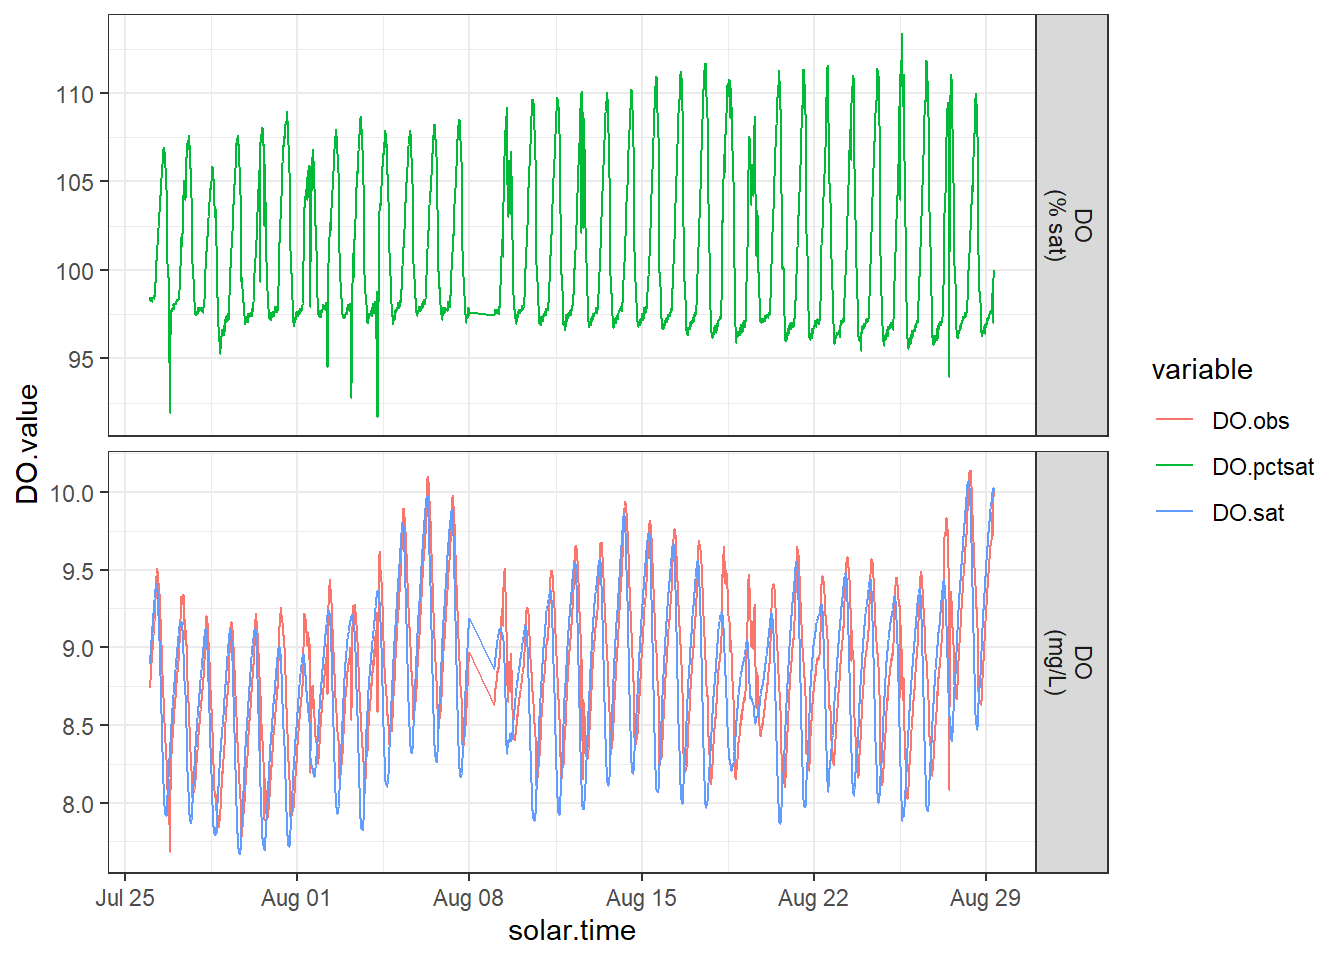 110
105
100
95
DO
(% sat)
10.0
9.5
9.0
8.5
8.0
DO
(mg/L)
Jul 25
Aug 01
Aug 08
Aug 15
Aug 22
Aug 29
solar.time
DO.value
variable
DO.obs
DO.pctsat
DO.sat